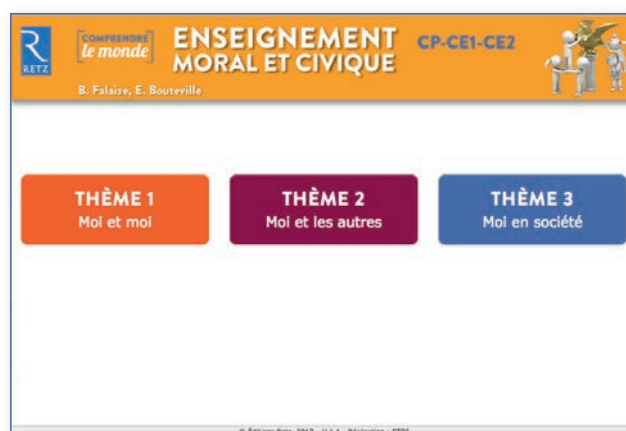 RETZ
[COMPRENDRE
le monde]
ENSEIGNEMENT
MORAL ET CIVIQUE
CP-CE1-CE2
B. Falaire, E. Bouteville
THÈME 1
Moi et moi
THÈME 2
Moi et les autres
THÈME 3
Moi en société